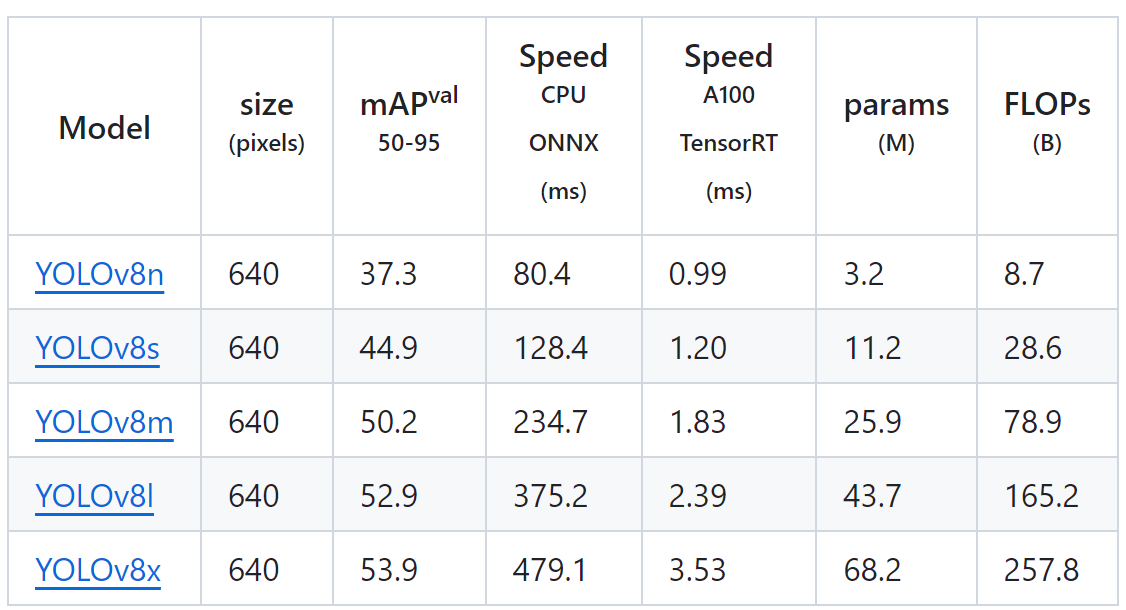 Model size (pixels) mAPval 50-95 Speed CPU ONNX (ms) Speed A100 TensorRT (ms) params (M) FLOPs (B)
YOLOv8n 640 37.3 80.4 0.99 3.2 8.7
YOLOv8s 640 44.9 128.4 1.20 11.2 28.6
YOLOv8m 640 50.2 234.7 1.83 25.9 78.9
YOLOv8l 640 52.9 375.2 2.39 43.7 165.2
YOLOv8x 640 53.9 479.1 3.53 68.2 257.8